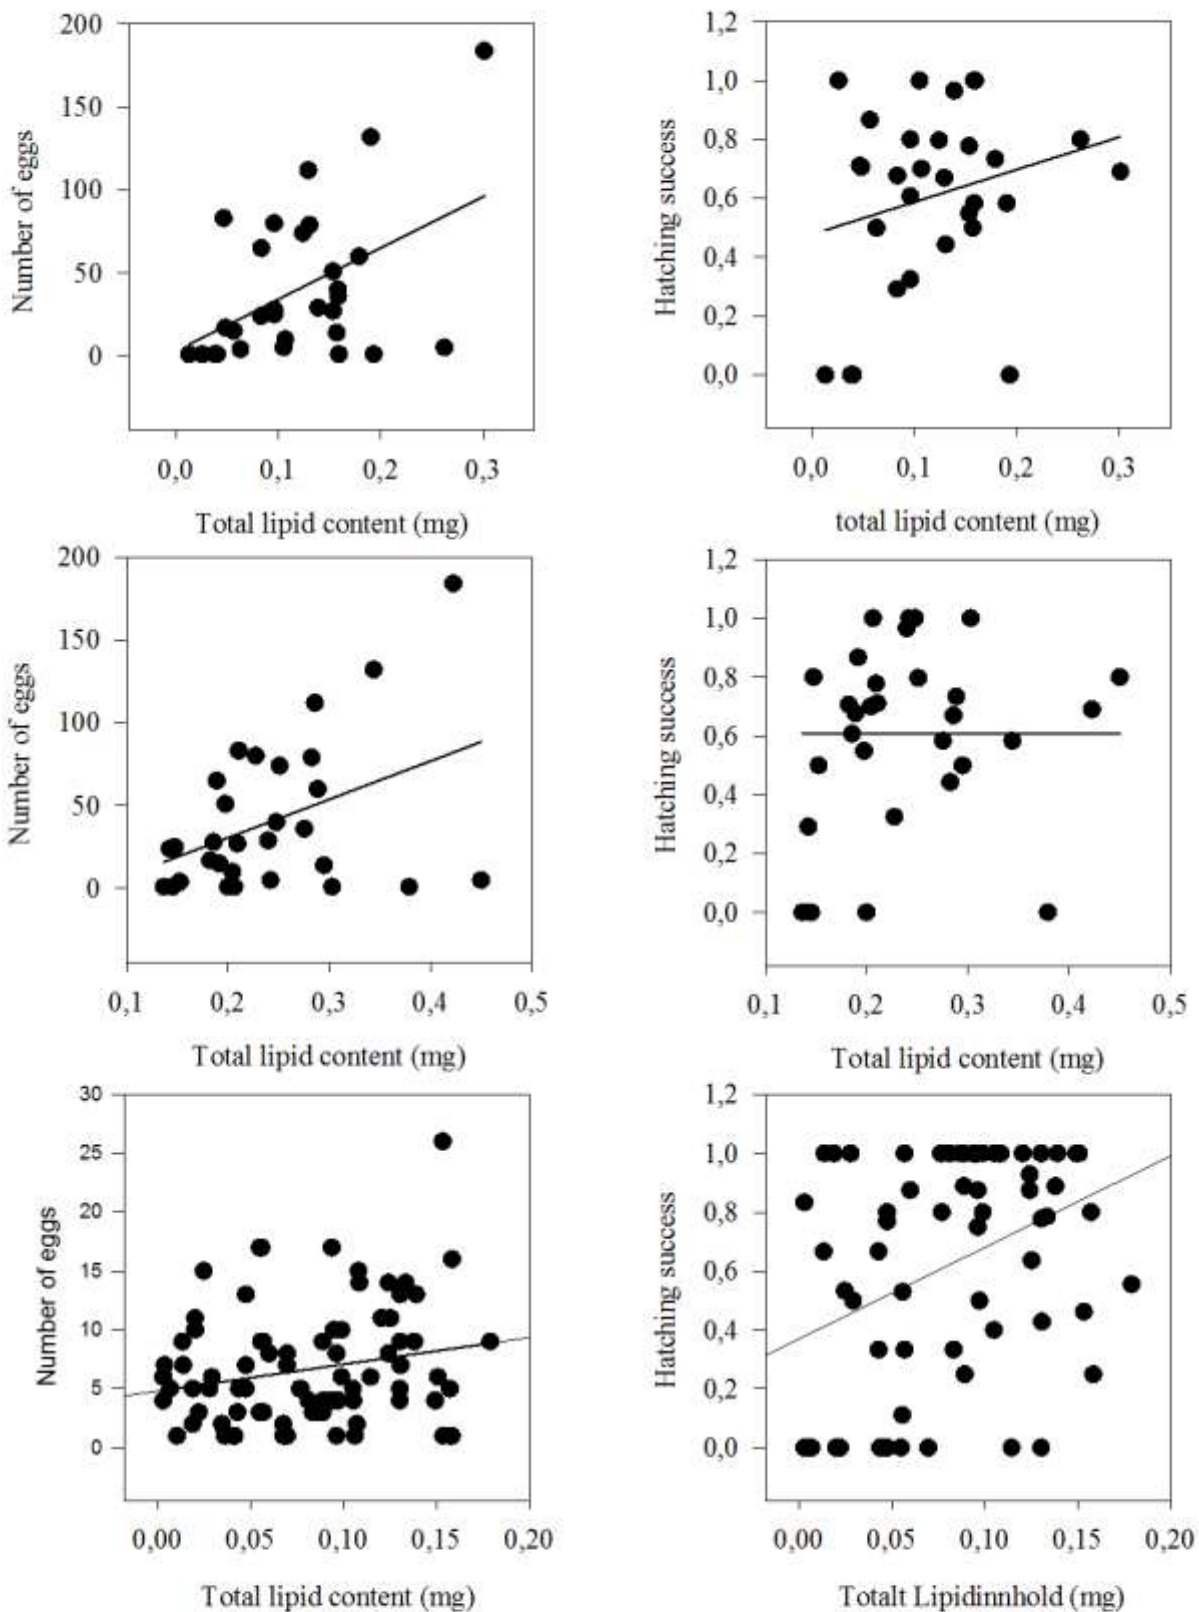 200
150
100
50
0
Number of eggs
0,0 0,1 0,2 0,3
Total lipid content (mg)
1,2
1,0
0,8
0,6
0,4
0,2
0,0
Hatching success
0,0 0,1 0,2 0,3
total lipid content (mg)
200
150
100
50
0
Number of eggs
0,1 0,2 0,3 0,4 0,5
Total lipid content (mg)
1,2
1,0
0,8
0,6
0,4
0,2
0,0
Hatching success
0,1 0,2 0,3 0,4 0,5
Total lipid content (mg)
30
25
20
15
10
5
0
Number of eggs
0,00 0,05 0,10 0,15 0,20
Total lipid content (mg)
1,2
1,0
0,8
0,6
0,4
0,2
0,0
Hatching success
0,00 0,05 0,10 0,15 0,20
Totalt Lipidinnhold (mg)